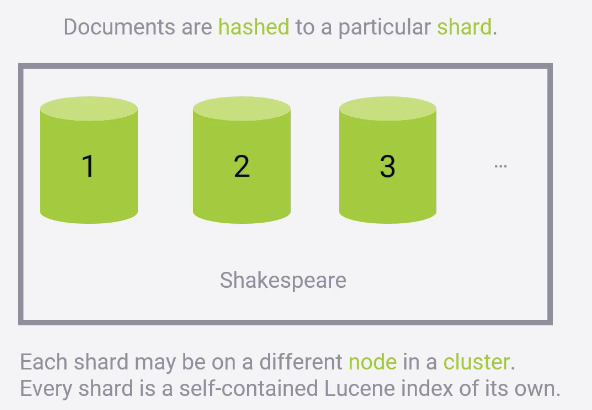 Documents are hashed to a particular shard.
1 2 3 ...
Shakespeare
Each shard may be on a different node in a cluster.
Every shard is a self-contained Lucene index of its own.